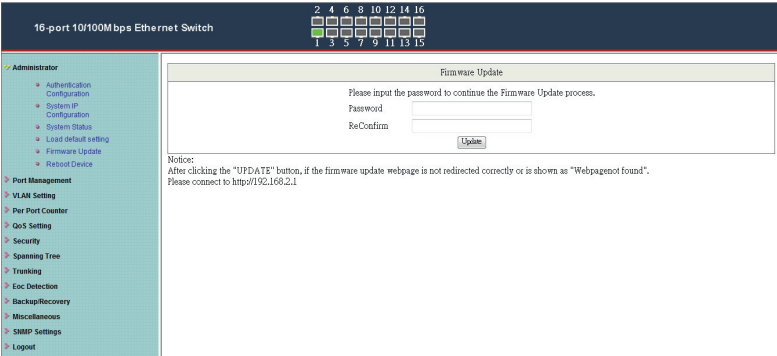 16-port 10/100Mbps Ethernet Switch
2 4 6 8 10 12 14 16
1 3 5 7 9 11 13 15
Administrator
Authentication
Configuration
System IP
Configuration
System Status
Load default setting
Firmware Update
Reboot Device
Port Management
VLAN Setting
Per Port Counter
QoS Setting
Security
Spanning Tree
Trunking
Eoc Detection
Backup/Recovery
Miscellaneous
SNMP Settings
Logout
Firmware Update
Please input the password to continue the Firmware Update process.
Password
ReConfirm
Update
Notice:
After clicking the "UPDATE" button, if the firmware update webpage is not redirected correctly or is shown as "Webpagenot found".
Please connect to http://192.168.2.1